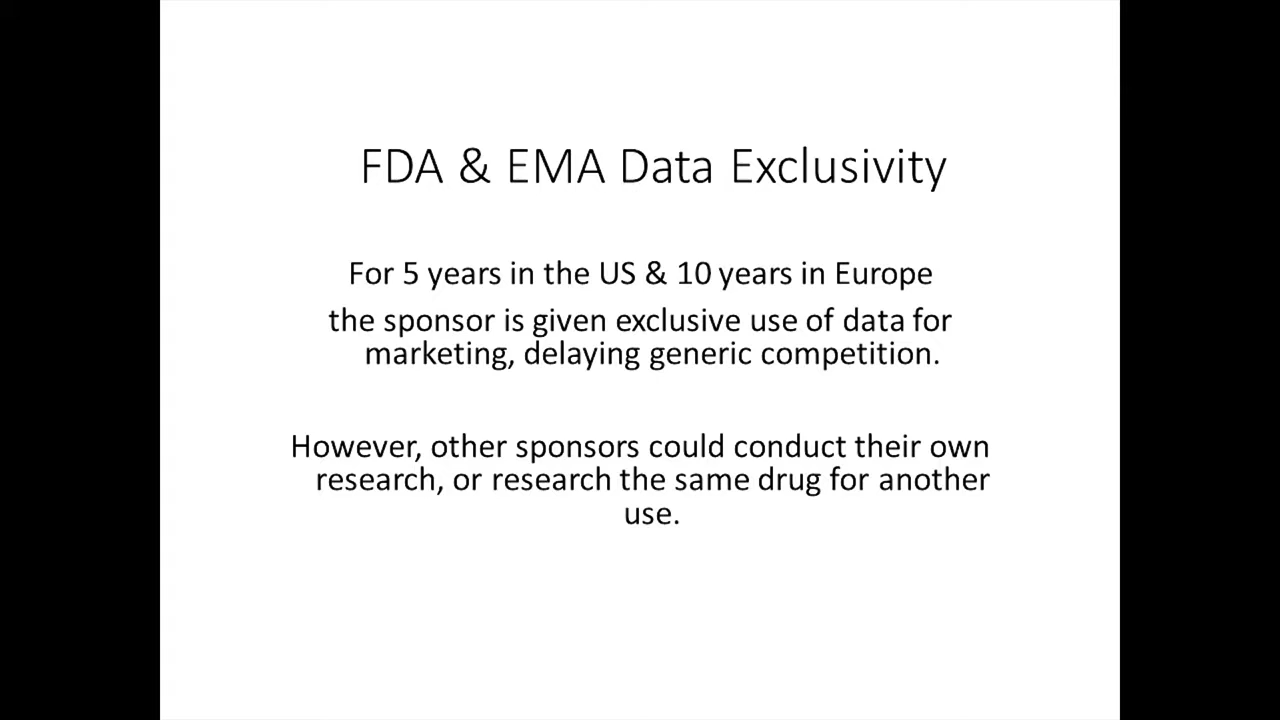 FDA & EMA Data Exclusivity
For 5 years in the US & 10 years in Europe
the sponsor is given exclusive use of data for
marketing, delaying generic competition.
However, other sponsors could conduct their own
research, or research the same drug for another
use.